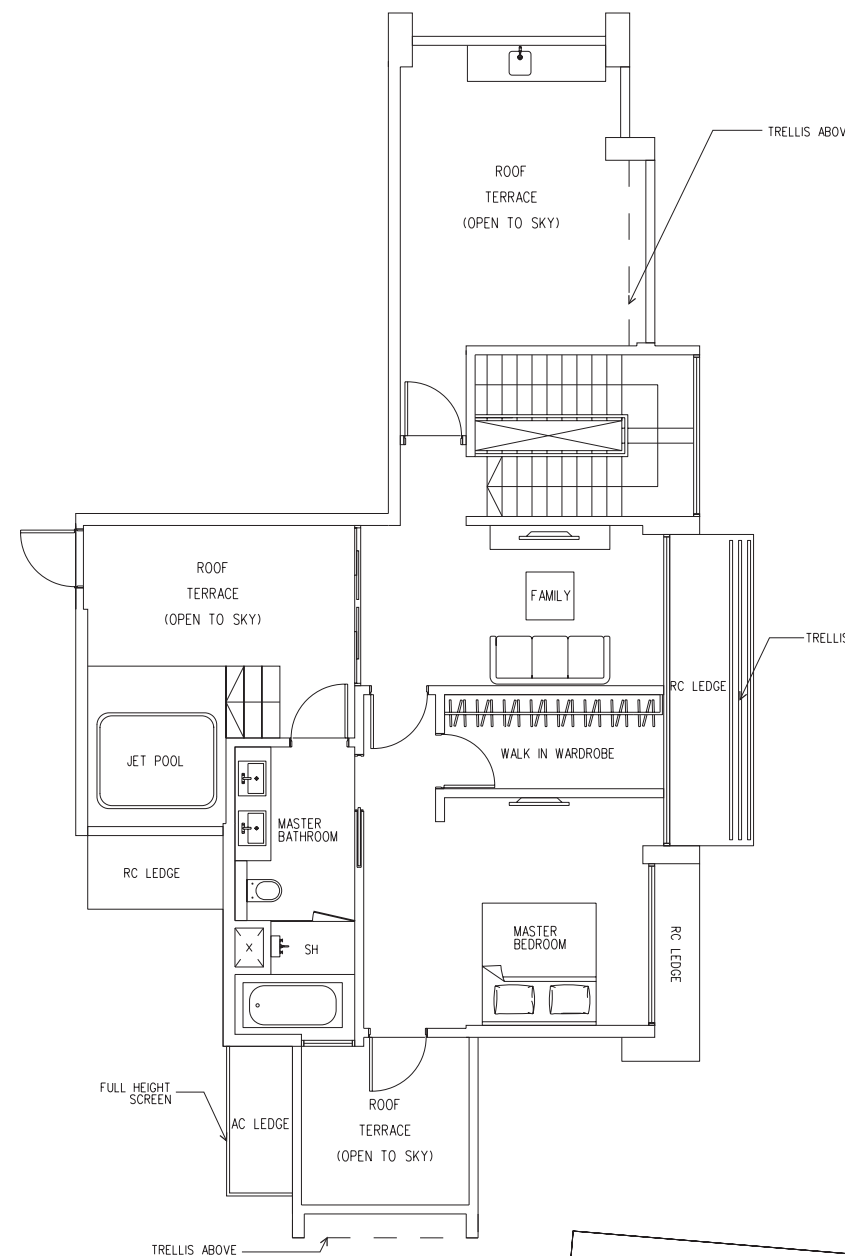 TRELLIS ABOV
ROOF
TERRACE
(OPEN TO SKY)
ROOF
TERRACE
(OPEN TO SKY)
FAMILY
TRELLIS
RC LEDGE
JET POOL
WALK IN WARDROBE
MASTER
BATHROOM
RC LEDGE
MASTER
BEDROOM
RC LEDGE
X
SH
FULL HEIGHT
SCREEN
AC LEDGE
ROOF
TERRACE
(OPEN TO SKY)
TRELLIS ABOVE